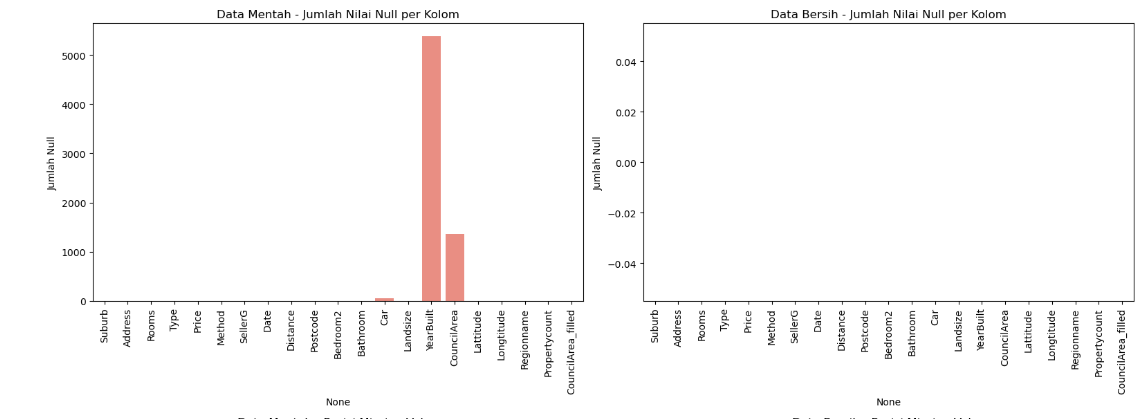 Data Mentah - Jumlah Nilai Null per Kolom
Jumlah Null
5000
4000
3000
2000
1000
0
Suburb
Address
Rooms
Type
Price
Method
SellerG
Date
Distance
Postcode
Bedroom2
Bathroom
Car
Landsize
YearBuilt
CouncilArea
Lattitude
Longtitude
Regionname
Propertycount
CouncilArea_filled
None
Data Bersih - Jumlah Nilai Null per Kolom
Jumlah Null
0.04
0.02
0.00
−0.02
−0.04
Suburb
Address
Rooms
Type
Price
Method
SellerG
Date
Distance
Postcode
Bedroom2
Bathroom
Car
Landsize
YearBuilt
CouncilArea
Lattitude
Longtitude
Regionname
Propertycount
CouncilArea_filled
None